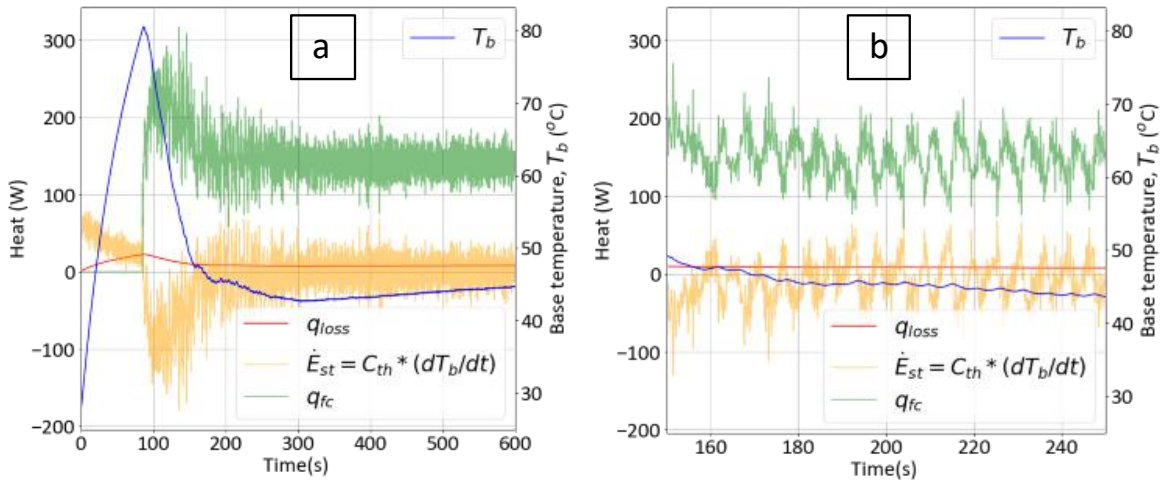 a
T_b
300
200
100
0
−100
−200
Heat (W)
80
70
60
50
40
30
Base temperature, T_b (°C)
q_loss
Ė_st = C_th * (dT_b/dt)
q_fc
0 100 200 300 400 500 600
Time(s)
b
T_b
300
200
100
0
−100
−200
Heat (W)
80
70
60
50
40
30
Base temperature, T_b (°C)
q_loss
Ė_st = C_th * (dT_b/dt)
q_fc
160 180 200 220 240
Time(s)